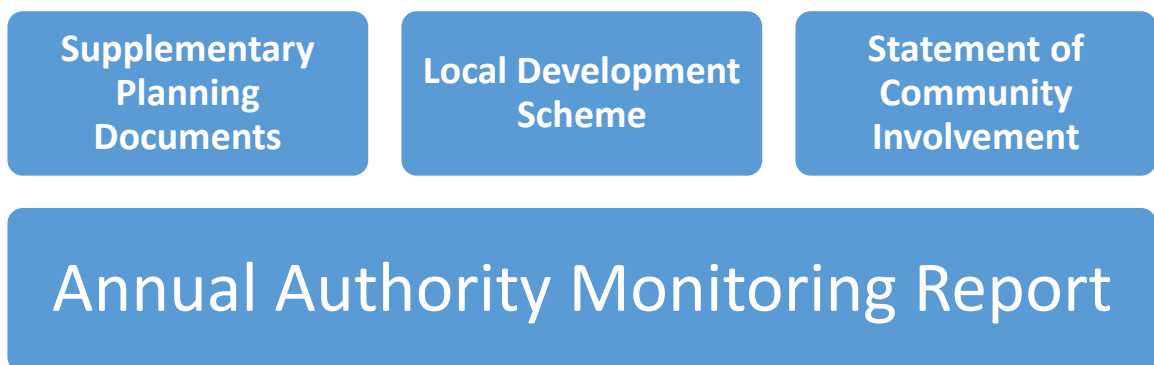 Supplementary
Planning
Documents
Local Development
Scheme
Statement of
Community
Involvement
Annual Authority Monitoring Report